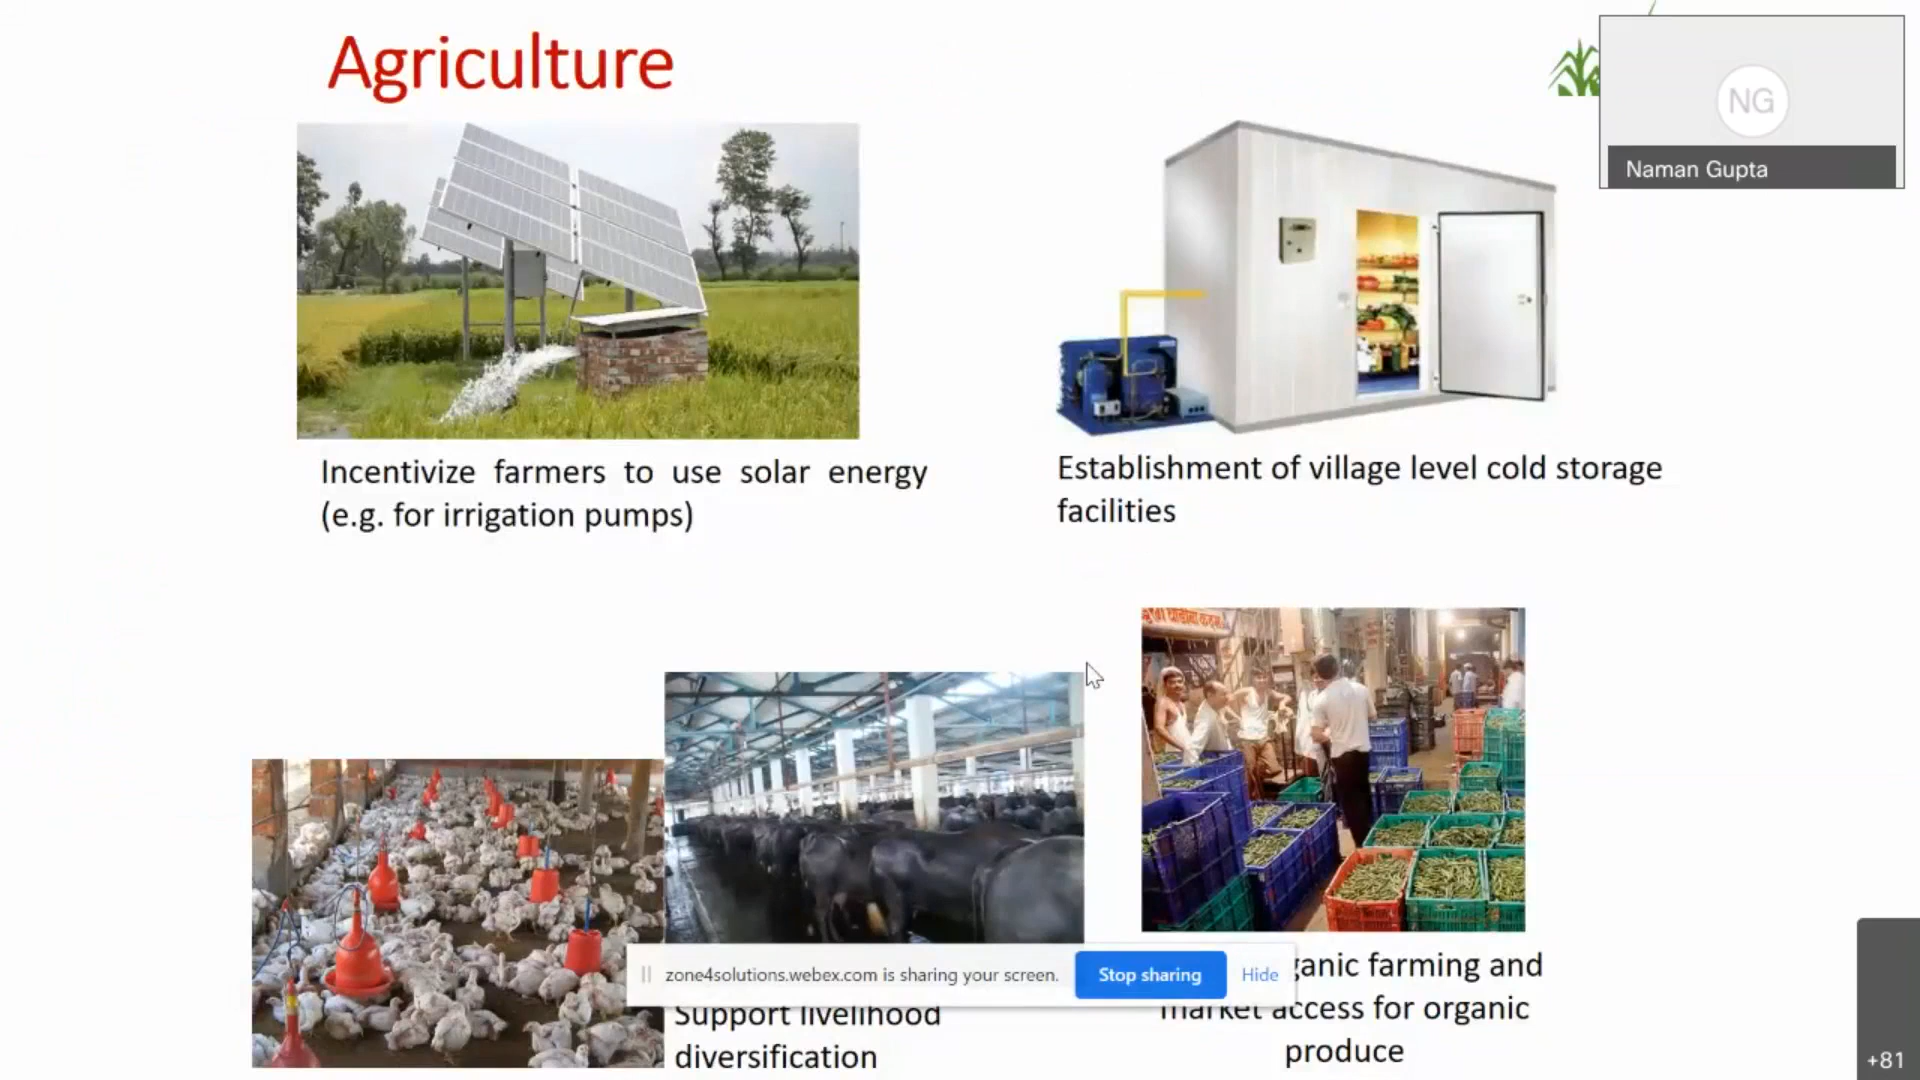 Agriculture
NG
Naman Gupta
Incentivize farmers to use solar energy
(e.g. for irrigation pumps)
Establishment of village level cold storage
facilities
zone4solutions.webex.com is sharing your screen.
Stop sharing
Hide
Support livelihood
diversification
farming and
market access for organic
produce
+81